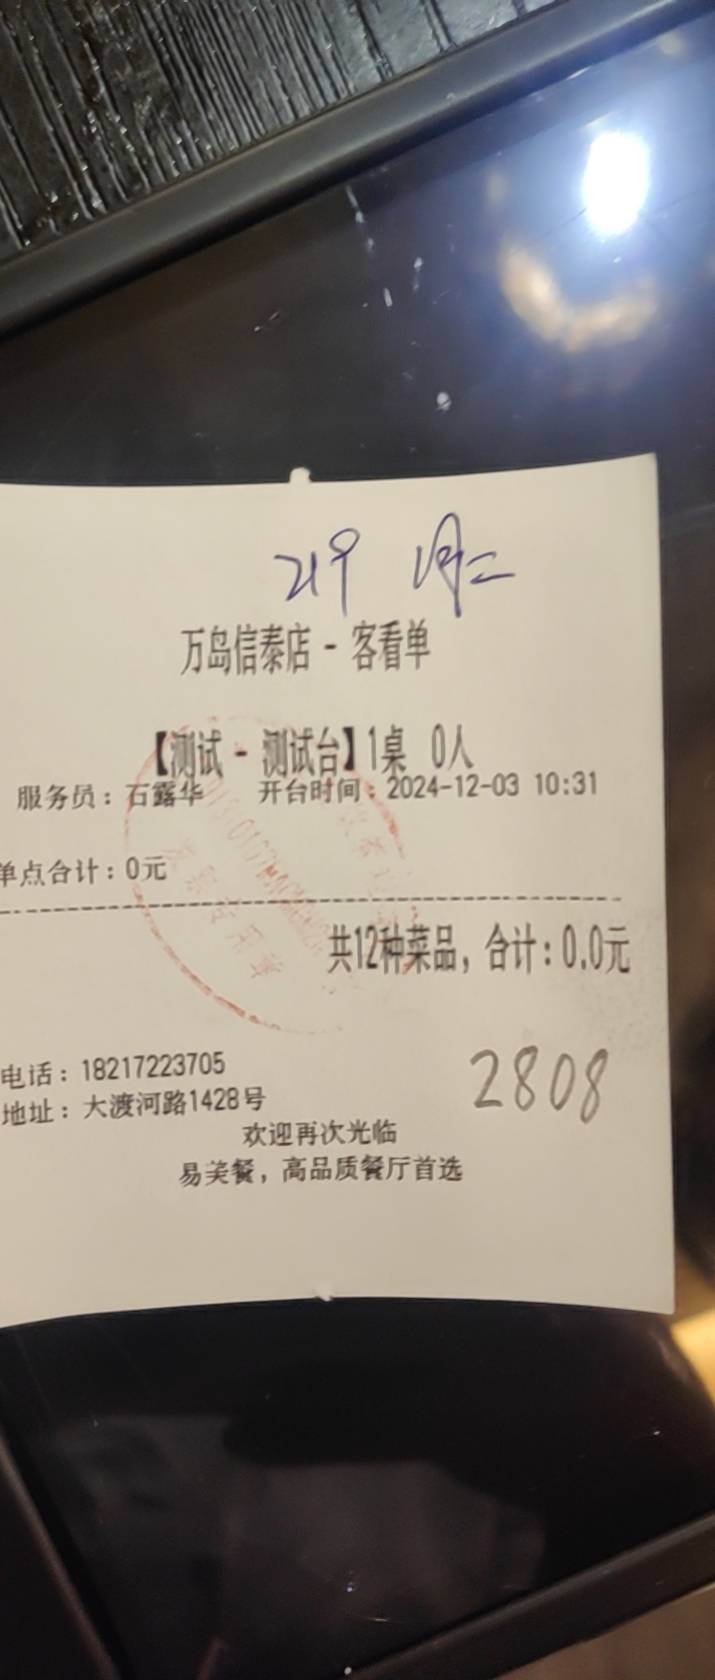 219
万岛信泰店 - 客看单
【测试 - 测试台】1桌 0人
服务员：石露华 开台时间：2024-12-03 10:31
单点合计：0元
共12种菜品，合计：0.0元
2808
电话：18217223705
地址：大渡河路1428号
欢迎再次光临
易美餐，高品质餐厅首选